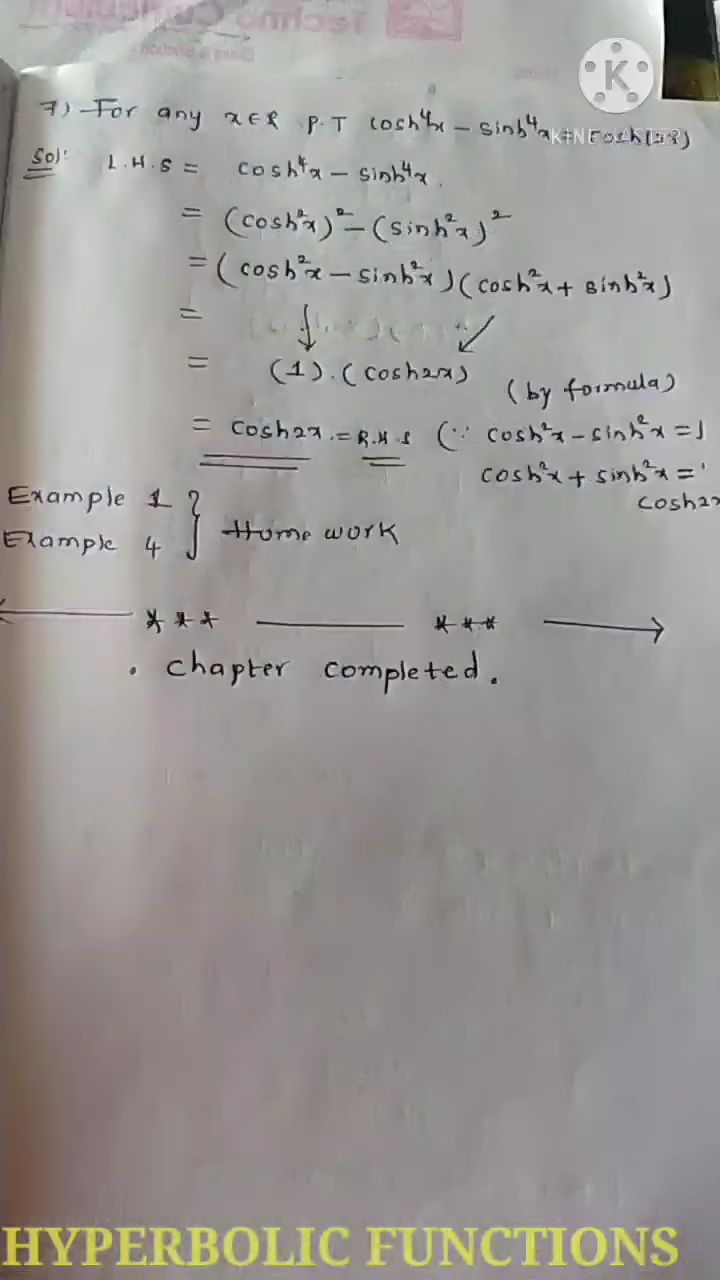 7) For any x∈R P.T cosh⁴x − sinh⁴x = cosh(2x)
Sol: L.H.S = cosh⁴x − sinh⁴x.
= (cosh²x)² − (sinh²x)²
= (cosh²x − sinh²x)(cosh²x + sinh²x)
=
= (1).(cosh2x) (by formula)
= cosh2x. = R.H.S (∵ cosh²x − sinh²x = 1
cosh²x + sinh²x =
cosh2x
Example 1
Example 4 } Home work
← *** — *** →
. chapter completed.
K
HYPERBOLIC FUNCTIONS